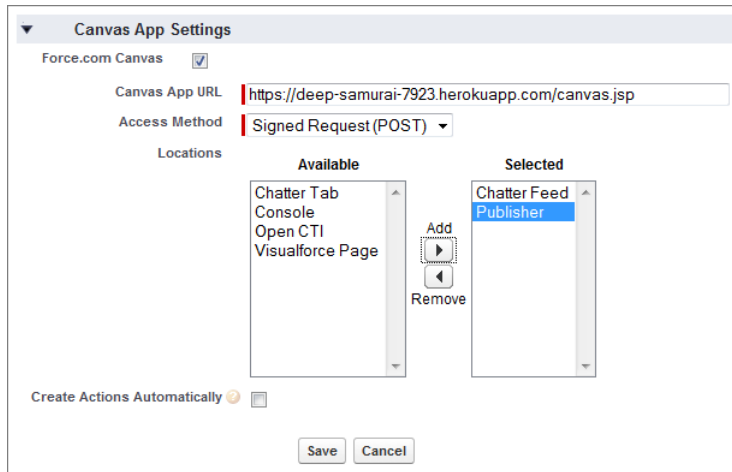 Canvas App Settings
Force.com Canvas
Canvas App URL https://deep-samurai-7923.herokuapp.com/canvas.jsp
Access Method Signed Request (POST)
Locations
Available
Chatter Tab
Console
Open CTI
Visualforce Page
Add
Remove
Selected
Chatter Feed
Publisher
Create Actions Automatically ?
Save Cancel